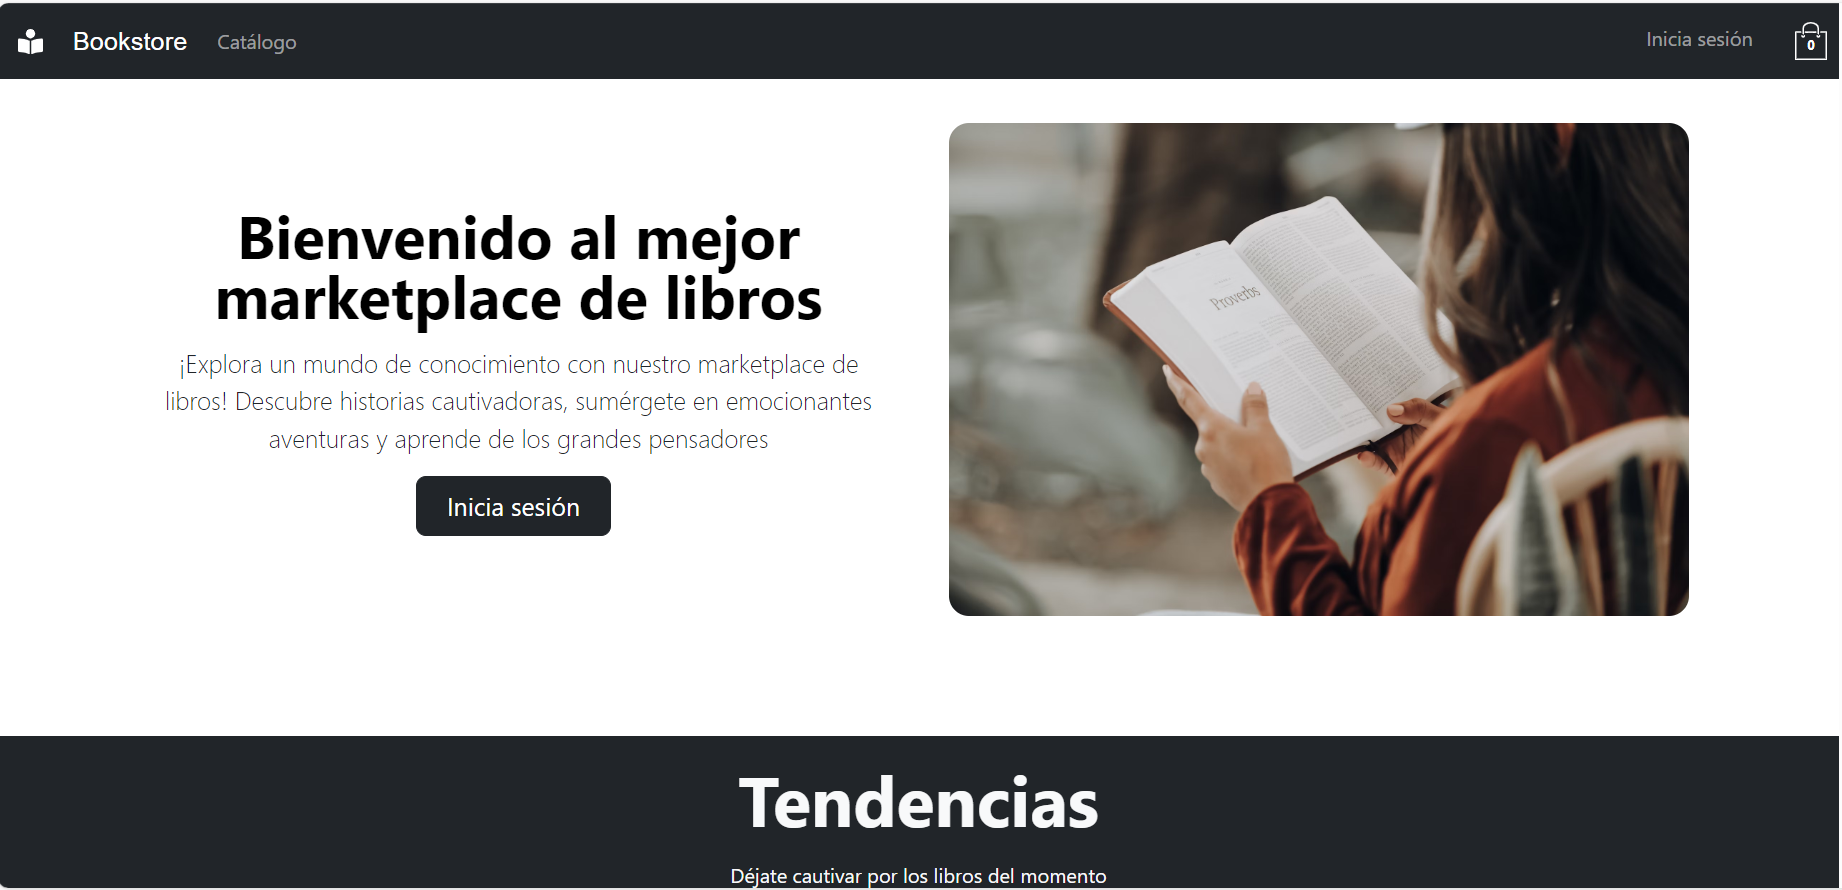 Bookstore Catálogo Inicia sesión 0
Bienvenido al mejor
marketplace de libros
¡Explora un mundo de conocimiento con nuestro marketplace de
libros! Descubre historias cautivadoras, sumérgete en emocionantes
aventuras y aprende de los grandes pensadores
Inicia sesión
Proverbs
Tendencias
Déjate cautivar por los libros del momento